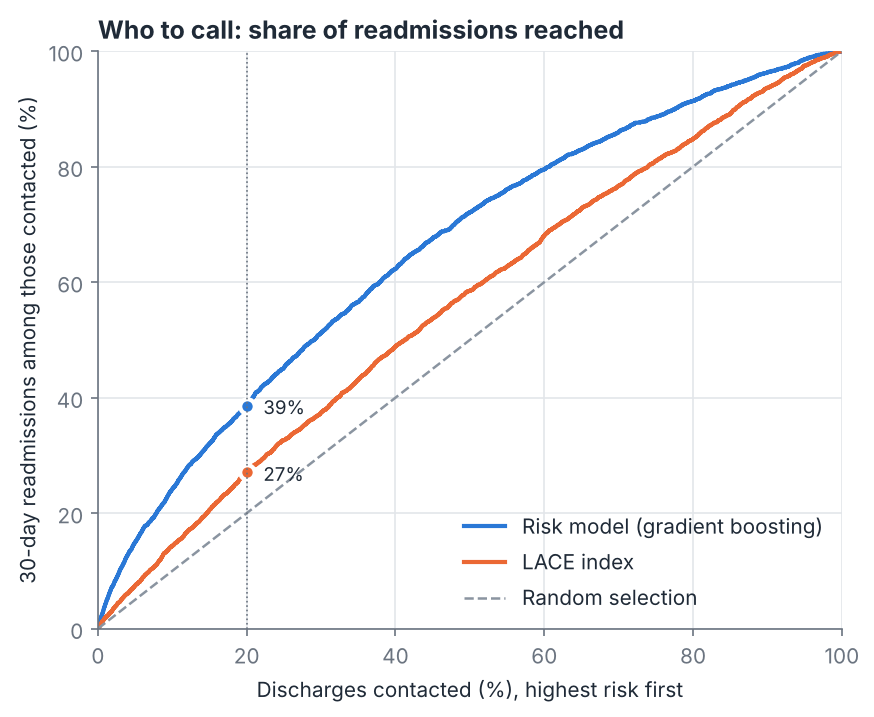 Who to call: share of readmissions reached
30-day readmissions among those contacted (%)
100
80
60
40
20
0
39%
27%
Risk model (gradient boosting)
LACE index
Random selection
0
20
40
60
80
100
Discharges contacted (%), highest risk first